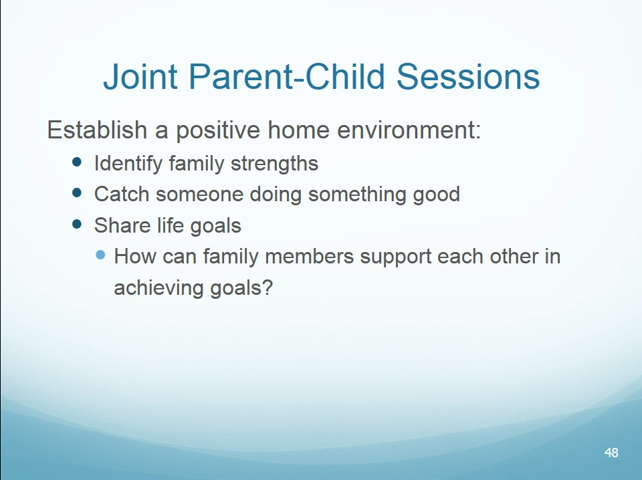 Joint Parent-Child Sessions
Establish a positive home environment:
• Identify family strengths
• Catch someone doing something good
• Share life goals
• How can family members support each other in
achieving goals?
48